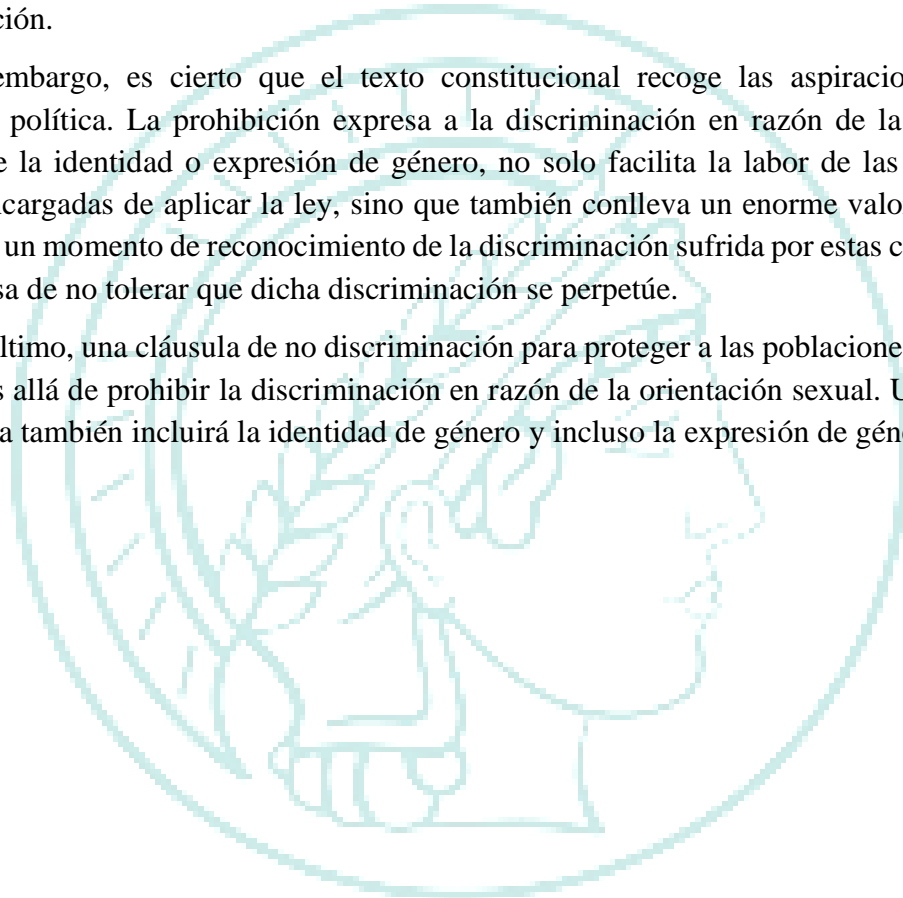 ción.
embargo, es cierto que el texto constitucional recoge las aspiracio
política. La prohibición expresa a la discriminación en razón de la
e la identidad o expresión de género, no solo facilita la labor de las
ncargadas de aplicar la ley, sino que también conlleva un enorme valo
un momento de reconocimiento de la discriminación sufrida por estas c
sa de no tolerar que dicha discriminación se perpetúe.
ltimo, una cláusula de no discriminación para proteger a las poblacione
s allá de prohibir la discriminación en razón de la orientación sexual. U
a también incluirá la identidad de género y incluso la expresión de géne